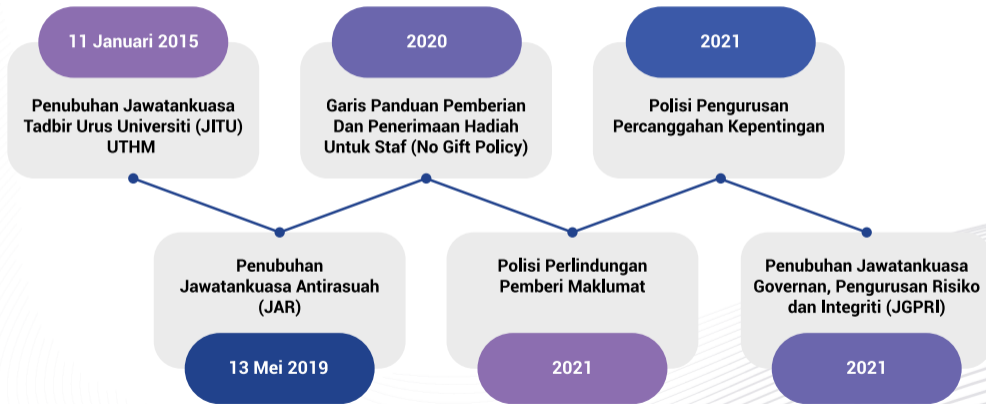 11 Januari 2015
Penubuhan Jawatankuasa
Tadbir Urus Universiti (JITU)
UTHM
Penubuhan
Jawatankuasa Antirasuah
(JAR)
13 Mei 2019
2020
Garis Panduan Pemberian
Dan Penerimaan Hadiah
Untuk Staf (No Gift Policy)
Polisi Perlindungan
Pemberi Maklumat
2021
2021
Polisi Pengurusan
Percanggahan Kepentingan
Penubuhan Jawatankuasa
Governan, Pengurusan Risiko
dan Integriti (JGPRI)
2021